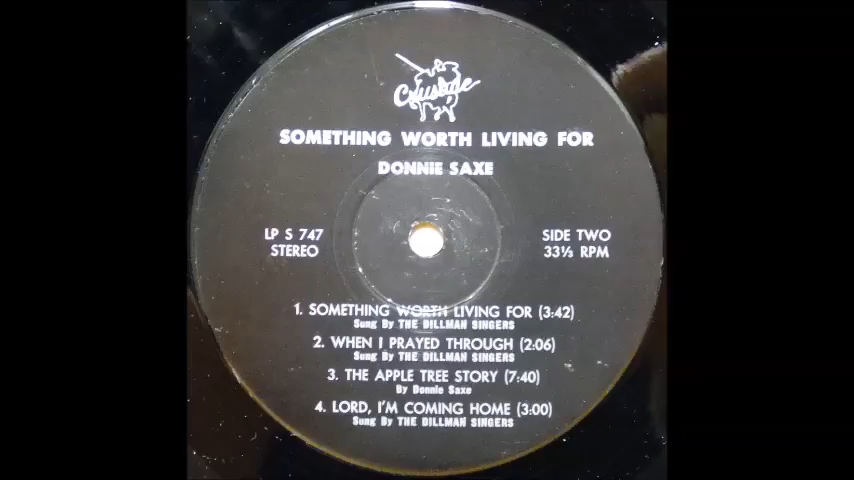 Crusade
SOMETHING WORTH LIVING FOR
DONNIE SAXE
LP S 747
STEREO
SIDE TWO
33⅓ RPM
1. SOMETHING WORTH LIVING FOR (3:42)
Sung By THE DILLMAN SINGERS
2. WHEN I PRAYED THROUGH (2:06)
Sung By THE DILLMAN SINGERS
3. THE APPLE TREE STORY (7:40)
By Donnie Saxe
4. LORD, I'M COMING HOME (3:00)
Sung By THE DILLMAN SINGERS